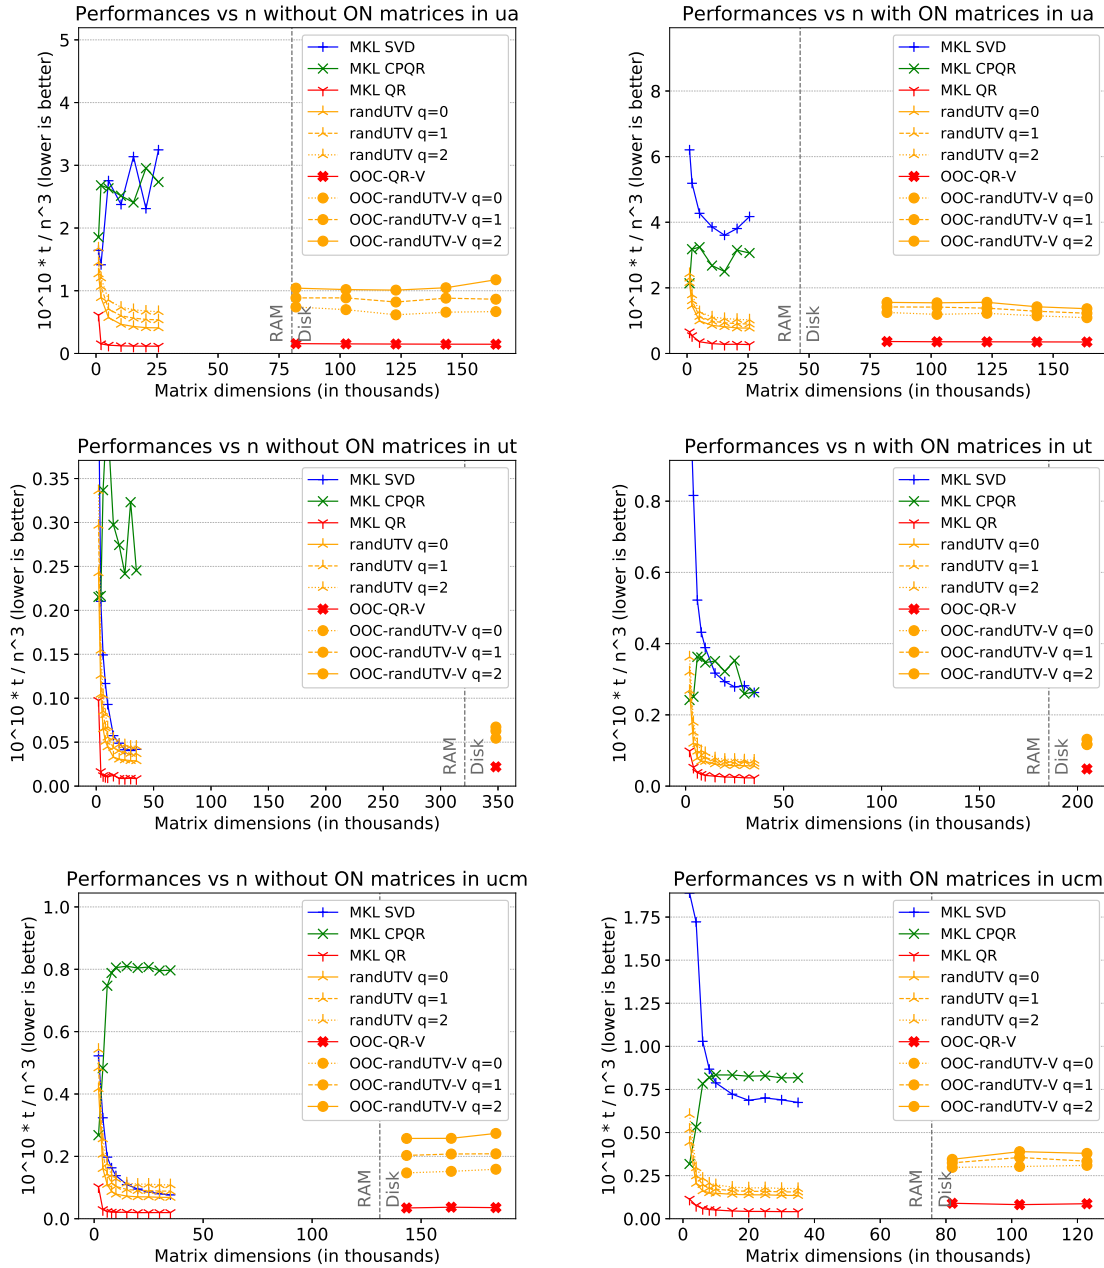 Performances vs n without ON matrices in ua
10^10 * t / n^3 (lower is better)
5
4
3
2
1
0
MKL SVD
MKL CPQR
MKL QR
randUTV q=0
randUTV q=1
randUTV q=2
OOC-QR-V
OOC-randUTV-V q=0
OOC-randUTV-V q=1
OOC-randUTV-V q=2
RAM
Disk
0 25 50 75 100 125 150
Matrix dimensions (in thousands)
Performances vs n with ON matrices in ua
10^10 * t / n^3 (lower is better)
8
6
4
2
0
MKL SVD
MKL CPQR
MKL QR
randUTV q=0
randUTV q=1
randUTV q=2
OOC-QR-V
OOC-randUTV-V q=0
OOC-randUTV-V q=1
OOC-randUTV-V q=2
RAM
Disk
0 25 50 75 100 125 150
Matrix dimensions (in thousands)
Performances vs n without ON matrices in ut
10^10 * t / n^3 (lower is better)
0.35
0.30
0.25
0.20
0.15
0.10
0.05
0.00
MKL SVD
MKL CPQR
MKL QR
randUTV q=0
randUTV q=1
randUTV q=2
OOC-QR-V
OOC-randUTV-V q=0
OOC-randUTV-V q=1
OOC-randUTV-V q=2
RAM
Disk
0 50 100 150 200 250 300 350
Matrix dimensions (in thousands)
Performances vs n with ON matrices in ut
10^10 * t / n^3 (lower is better)
0.8
0.6
0.4
0.2
0.0
MKL SVD
MKL CPQR
MKL QR
randUTV q=0
randUTV q=1
randUTV q=2
OOC-QR-V
OOC-randUTV-V q=0
OOC-randUTV-V q=1
OOC-randUTV-V q=2
RAM
Disk
0 50 100 150 200
Matrix dimensions (in thousands)
Performances vs n without ON matrices in ucm
10^10 * t / n^3 (lower is better)
1.0
0.8
0.6
0.4
0.2
0.0
MKL SVD
MKL CPQR
MKL QR
randUTV q=0
randUTV q=1
randUTV q=2
OOC-QR-V
OOC-randUTV-V q=0
OOC-randUTV-V q=1
OOC-randUTV-V q=2
RAM
Disk
0 50 100 150
Matrix dimensions (in thousands)
Performances vs n with ON matrices in ucm
10^10 * t / n^3 (lower is better)
1.75
1.50
1.25
1.00
0.75
0.50
0.25
0.00
MKL SVD
MKL CPQR
MKL QR
randUTV q=0
randUTV q=1
randUTV q=2
OOC-QR-V
OOC-randUTV-V q=0
OOC-randUTV-V q=1
OOC-randUTV-V q=2
RAM
Disk
0 20 40 60 80 100 120
Matrix dimensions (in thousands)